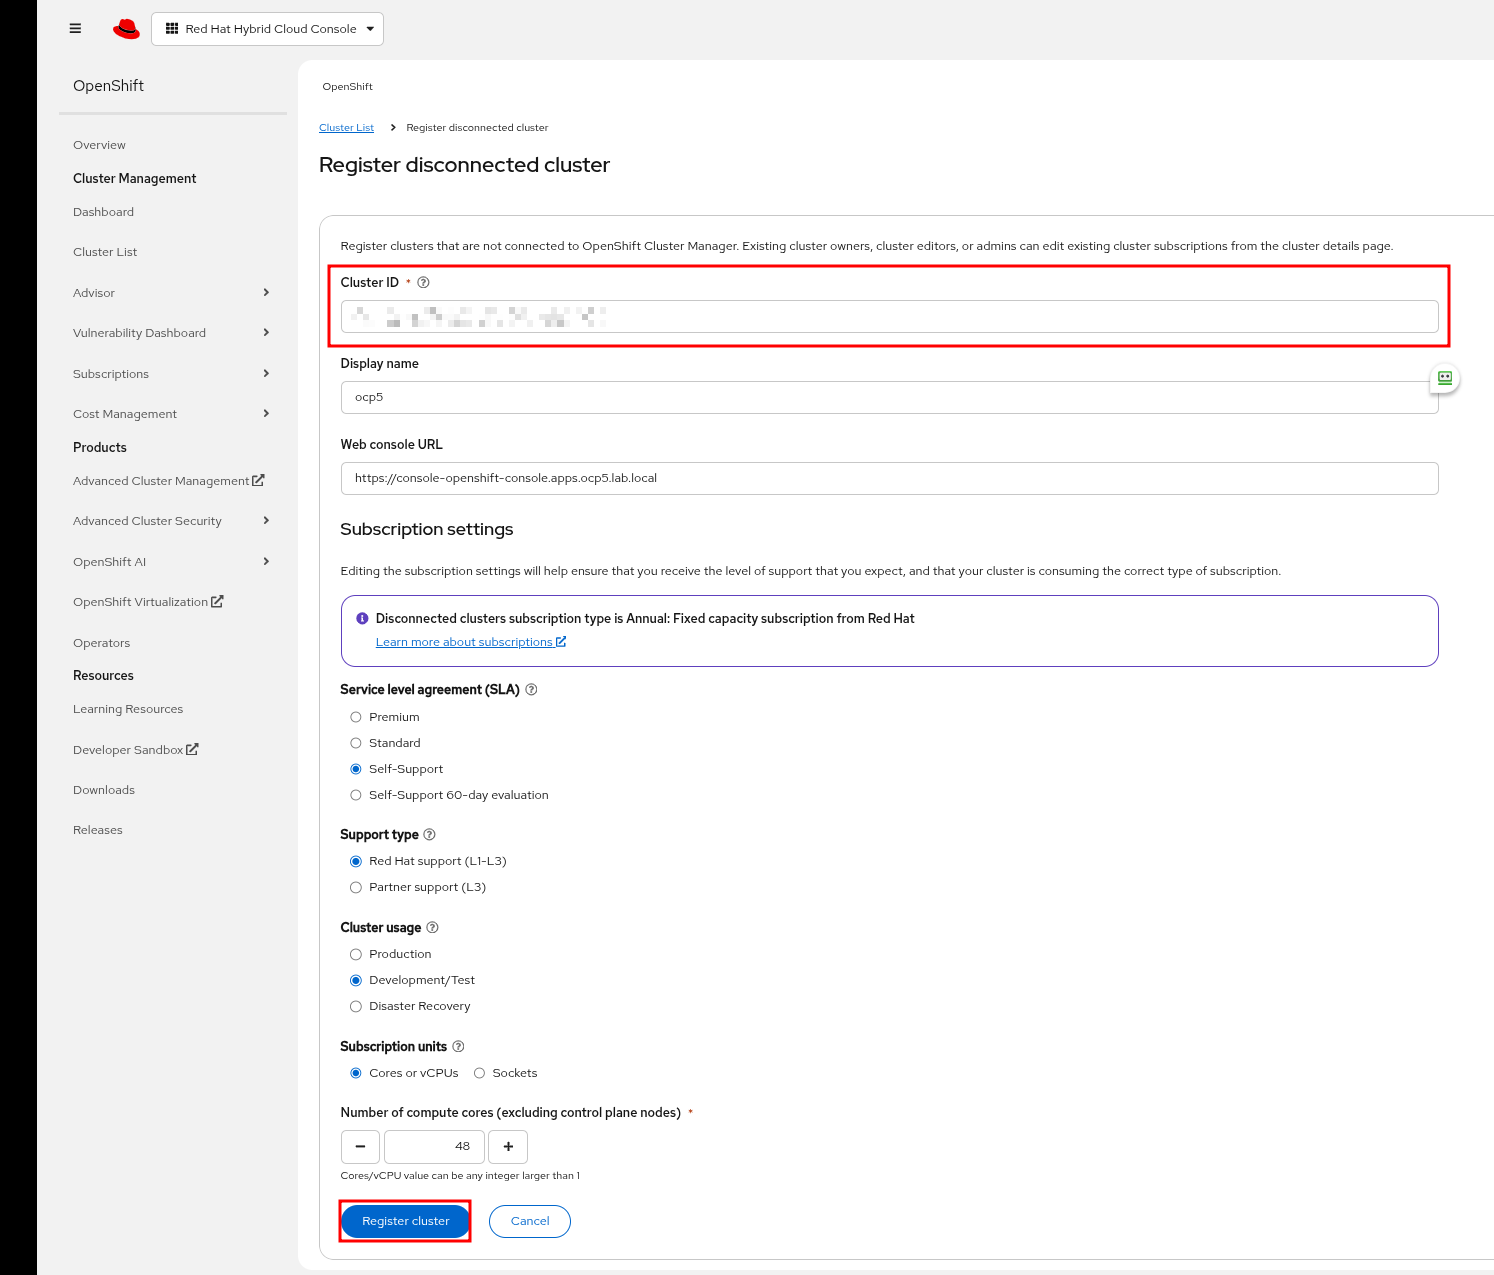 Red Hat Hybrid Cloud Console
OpenShift
Overview
Cluster Management
Dashboard
Cluster List
Advisor
Vulnerability Dashboard
Subscriptions
Cost Management
Products
Advanced Cluster Management
Advanced Cluster Security
OpenShift AI
OpenShift Virtualization
Operators
Resources
Learning Resources
Developer Sandbox
Downloads
Releases
OpenShift
Cluster List > Register disconnected cluster
Register disconnected cluster
Register clusters that are not connected to OpenShift Cluster Manager. Existing cluster owners, cluster editors, or admins can edit existing cluster subscriptions from the cluster details page.
Cluster ID *
Display name
ocp5
Web console URL
https://console-openshift-console.apps.ocp5.lab.local
Subscription settings
Editing the subscription settings will help ensure that you receive the level of support that you expect, and that your cluster is consuming the correct type of subscription.
Disconnected clusters subscription type is Annual: Fixed capacity subscription from Red Hat
Learn more about subscriptions
Service level agreement (SLA)
Premium
Standard
Self-Support
Self-Support 60-day evaluation
Support type
Red Hat support (L1-L3)
Partner support (L3)
Cluster usage
Production
Development/Test
Disaster Recovery
Subscription units
Cores or vCPUs Sockets
Number of compute cores (excluding control plane nodes) *
48
Cores/vCPU value can be any integer larger than 1
Register cluster Cancel